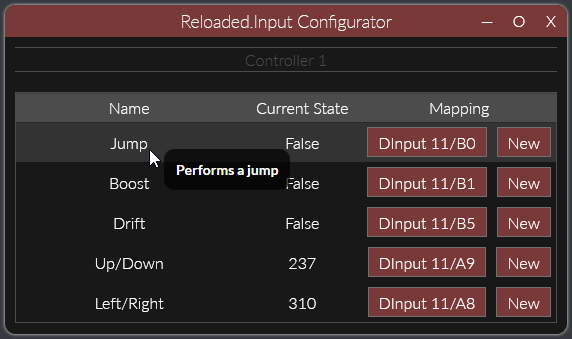 Reloaded.Input Configurator
Controller 1
Name Current State Mapping
Jump False DInput 11/B0 New
Performs a jump
Boost False DInput 11/B1 New
Drift False DInput 11/B5 New
Up/Down 237 DInput 11/A9 New
Left/Right 310 DInput 11/A8 New